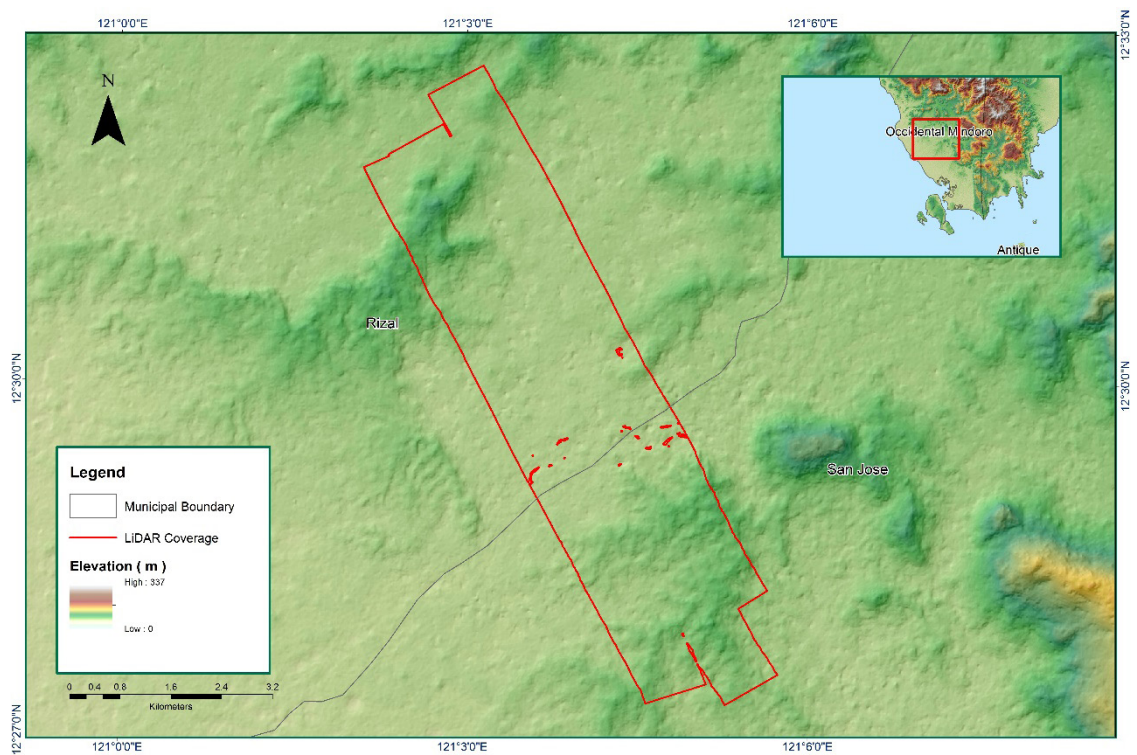 121°0'0"E
121°3'0"E
121°6'0"E
12°33'0"N
N
Occidental Mindoro
Antique
Rizal
12°30'0"N
12°30'0"N
San Jose
Legend
Municipal Boundary
LiDAR Coverage
Elevation ( m )
High : 337
Low : 0
0 0.4 0.8 1.6 2.4 3.2
Kilometers
12°27'0"N
121°0'0"E
121°3'0"E
121°6'0"E